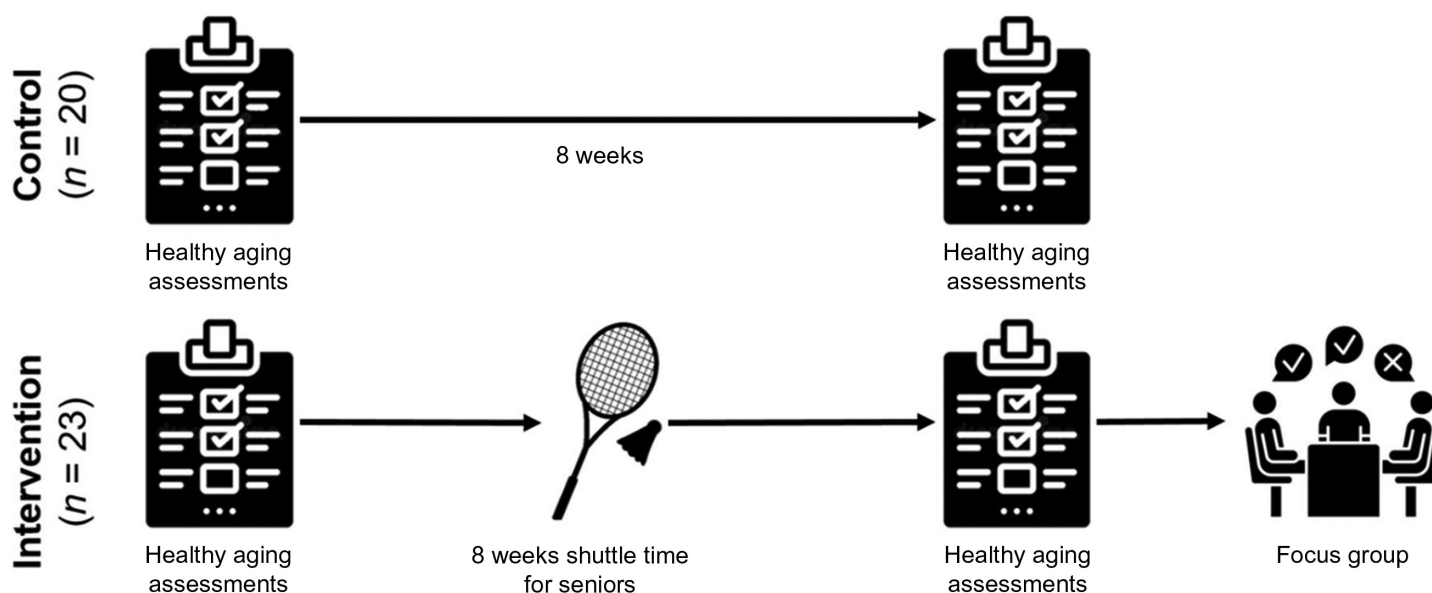 Control
(n = 20)
8 weeks
Healthy aging
assessments
Healthy aging
assessments
Intervention
(n = 23)
Healthy aging
assessments
8 weeks shuttle time
for seniors
Healthy aging
assessments
Focus group